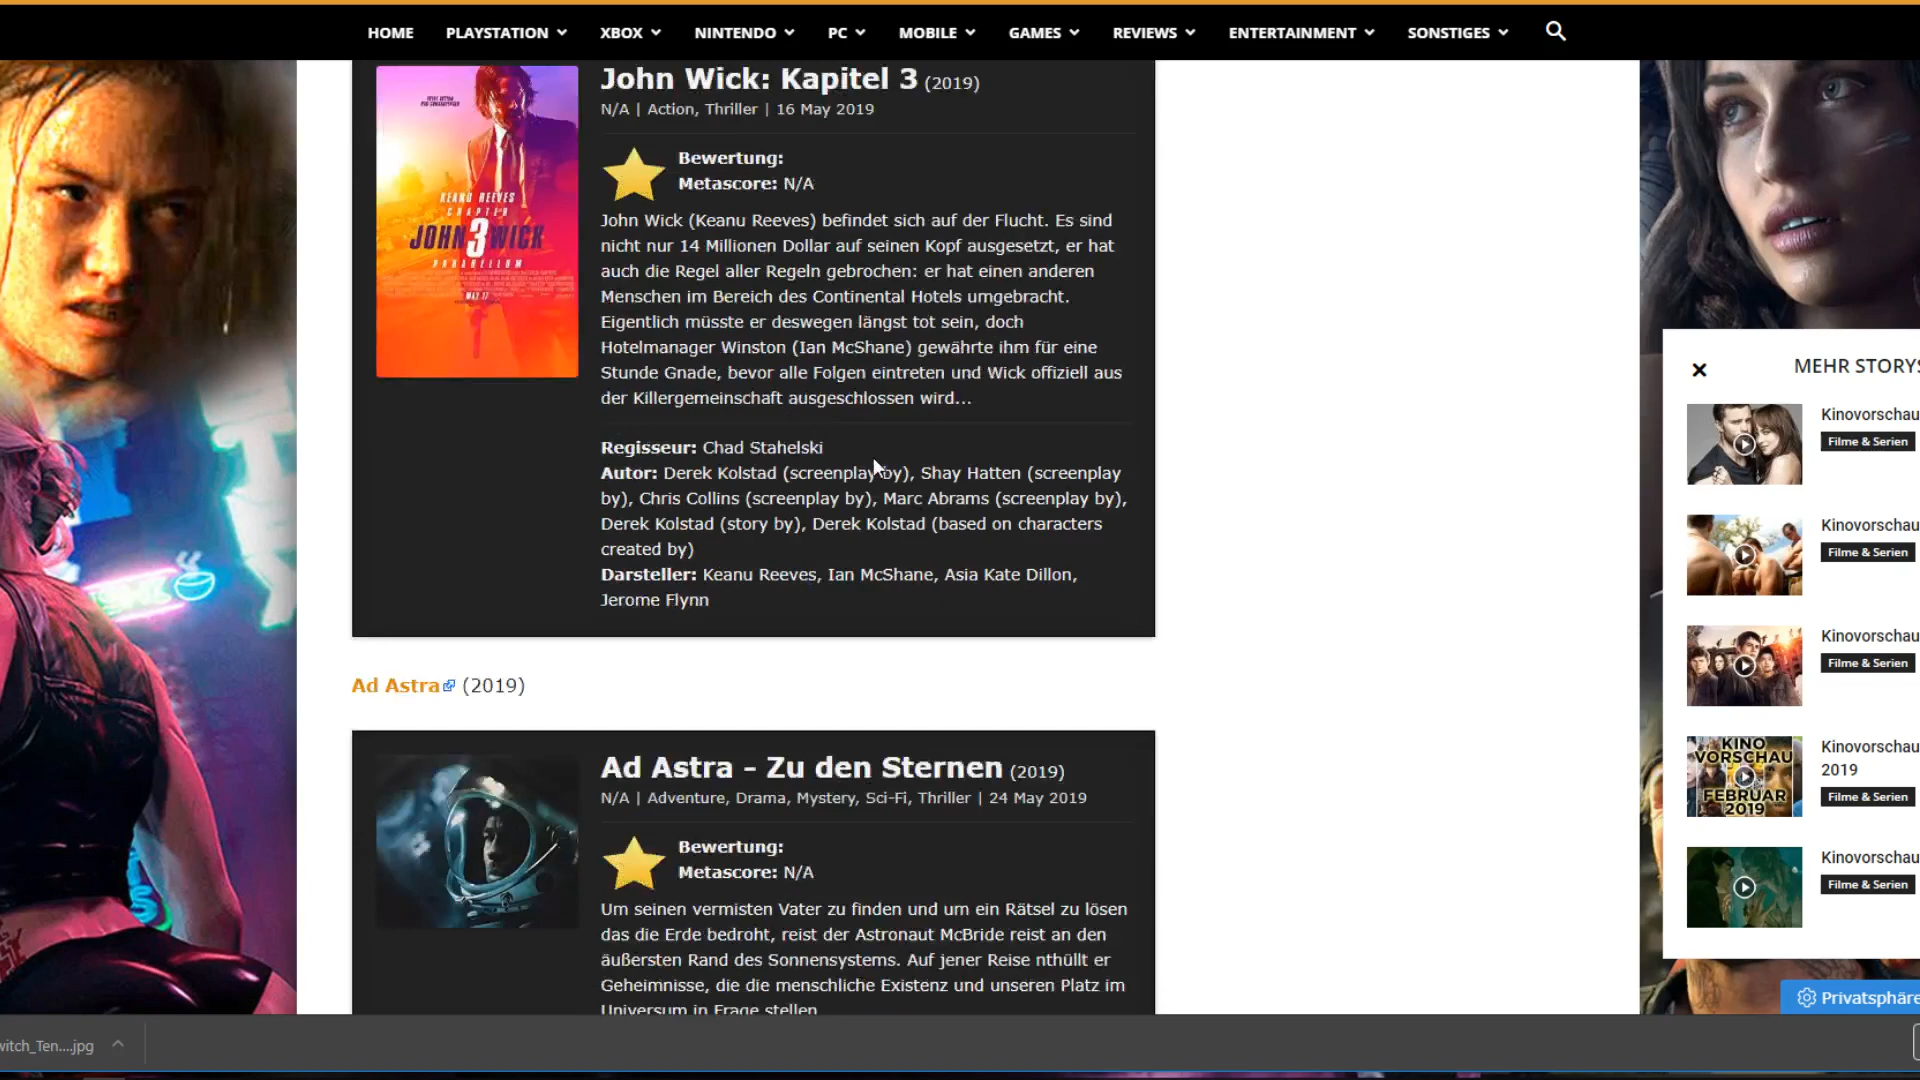 HOME PLAYSTATION XBOX NINTENDO PC MOBILE GAMES REVIEWS ENTERTAINMENT SONSTIGES
John Wick: Kapitel 3 (2019)
N/A | Action, Thriller | 16 May 2019
KEANU REEVES
CHAPTER
JOHN 3 WICK
PARABELLUM
MAY 17
Bewertung:
Metascore: N/A
John Wick (Keanu Reeves) befindet sich auf der Flucht. Es sind
nicht nur 14 Millionen Dollar auf seinen Kopf ausgesetzt, er hat
auch die Regel aller Regeln gebrochen: er hat einen anderen
Menschen im Bereich des Continental Hotels umgebracht.
Eigentlich müsste er deswegen längst tot sein, doch
Hotelmanager Winston (Ian McShane) gewährte ihm für eine
Stunde Gnade, bevor alle Folgen eintreten und Wick offiziell aus
der Killergemeinschaft ausgeschlossen wird...
Regisseur: Chad Stahelski
Autor: Derek Kolstad (screenplay by), Shay Hatten (screenplay
by), Chris Collins (screenplay by), Marc Abrams (screenplay by),
Derek Kolstad (story by), Derek Kolstad (based on characters
created by)
Darsteller: Keanu Reeves, Ian McShane, Asia Kate Dillon,
Jerome Flynn
Ad Astra (2019)
Ad Astra - Zu den Sternen (2019)
N/A | Adventure, Drama, Mystery, Sci-Fi, Thriller | 24 May 2019
Bewertung:
Metascore: N/A
Um seinen vermisten Vater zu finden und um ein Rätsel zu lösen
das die Erde bedroht, reist der Astronaut McBride reist an den
äußersten Rand des Sonnensystems. Auf jener Reise nthüllt er
Geheimnisse, die die menschliche Existenz und unseren Platz im
Universum in Frage stellen
MEHR STORYS
Kinovorschau
Filme & Serien
Kinovorschau
Filme & Serien
Kinovorschau
Filme & Serien
KINO
VORSCHAU
FEBRUAR
2019
Kinovorschau
2019
Filme & Serien
Kinovorschau
Filme & Serien
Privatsphäre
witch_Ten....jpg